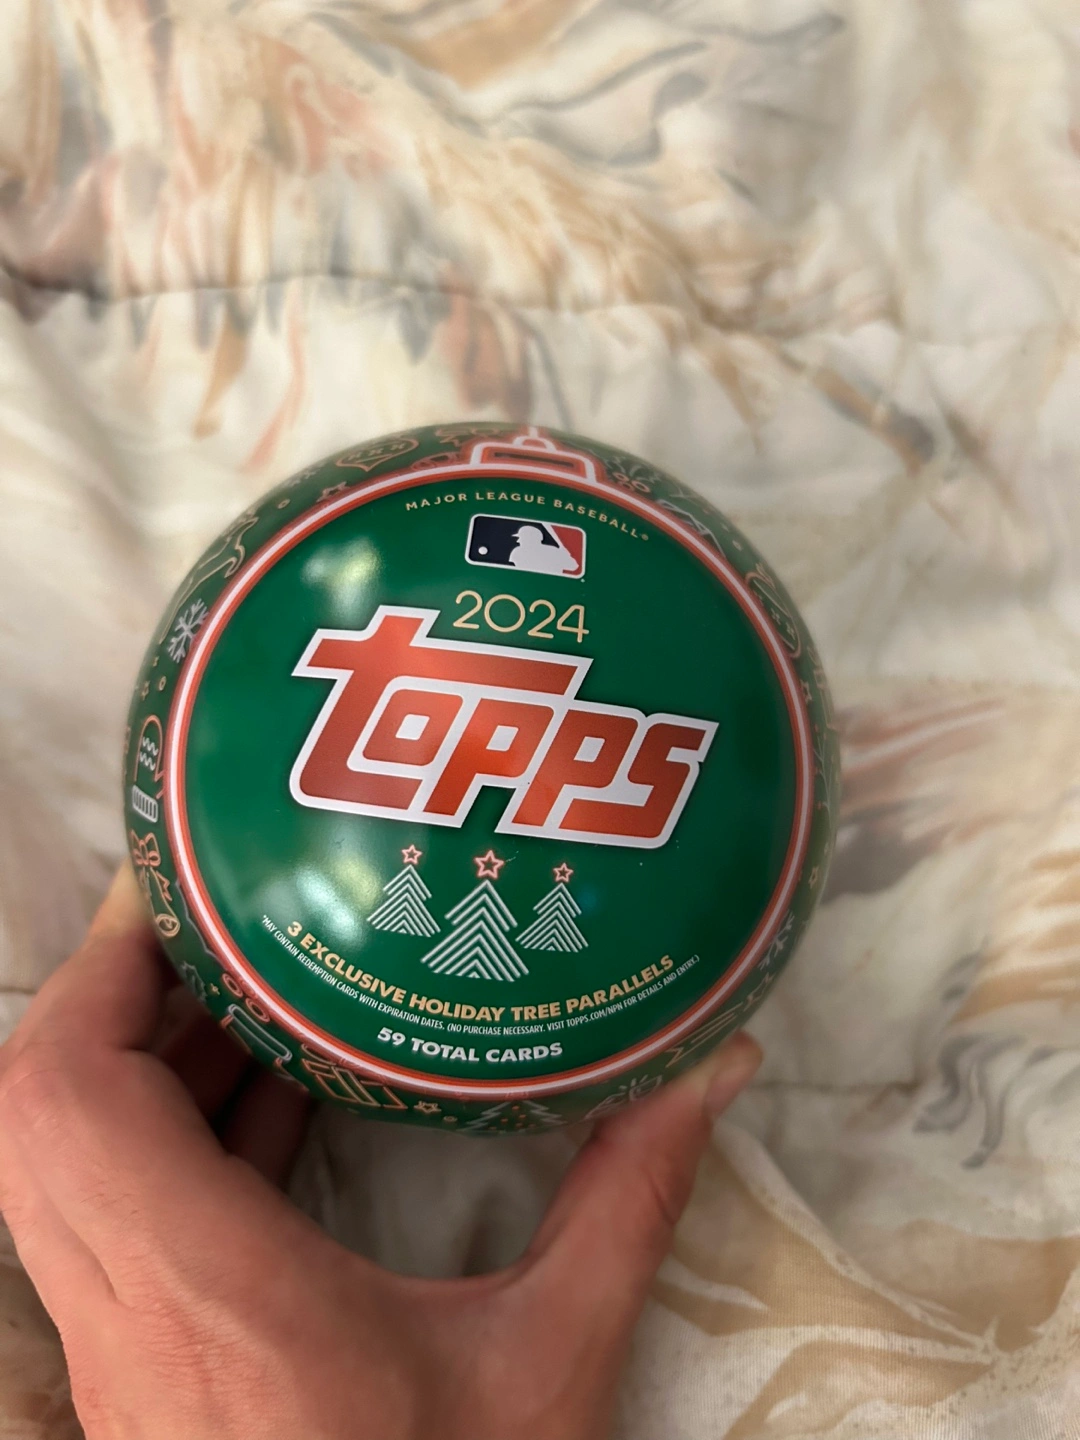 MAJOR LEAGUE BASEBALL®
2024
TOPPS
3 EXCLUSIVE HOLIDAY TREE PARALLELS
*MAY CONTAIN REDEMPTION CARDS WITH EXPIRATION DATES. (NO PURCHASE NECESSARY. VISIT TOPPS.COM/NPN FOR DETAILS AND ENTRY.)
59 TOTAL CARDS